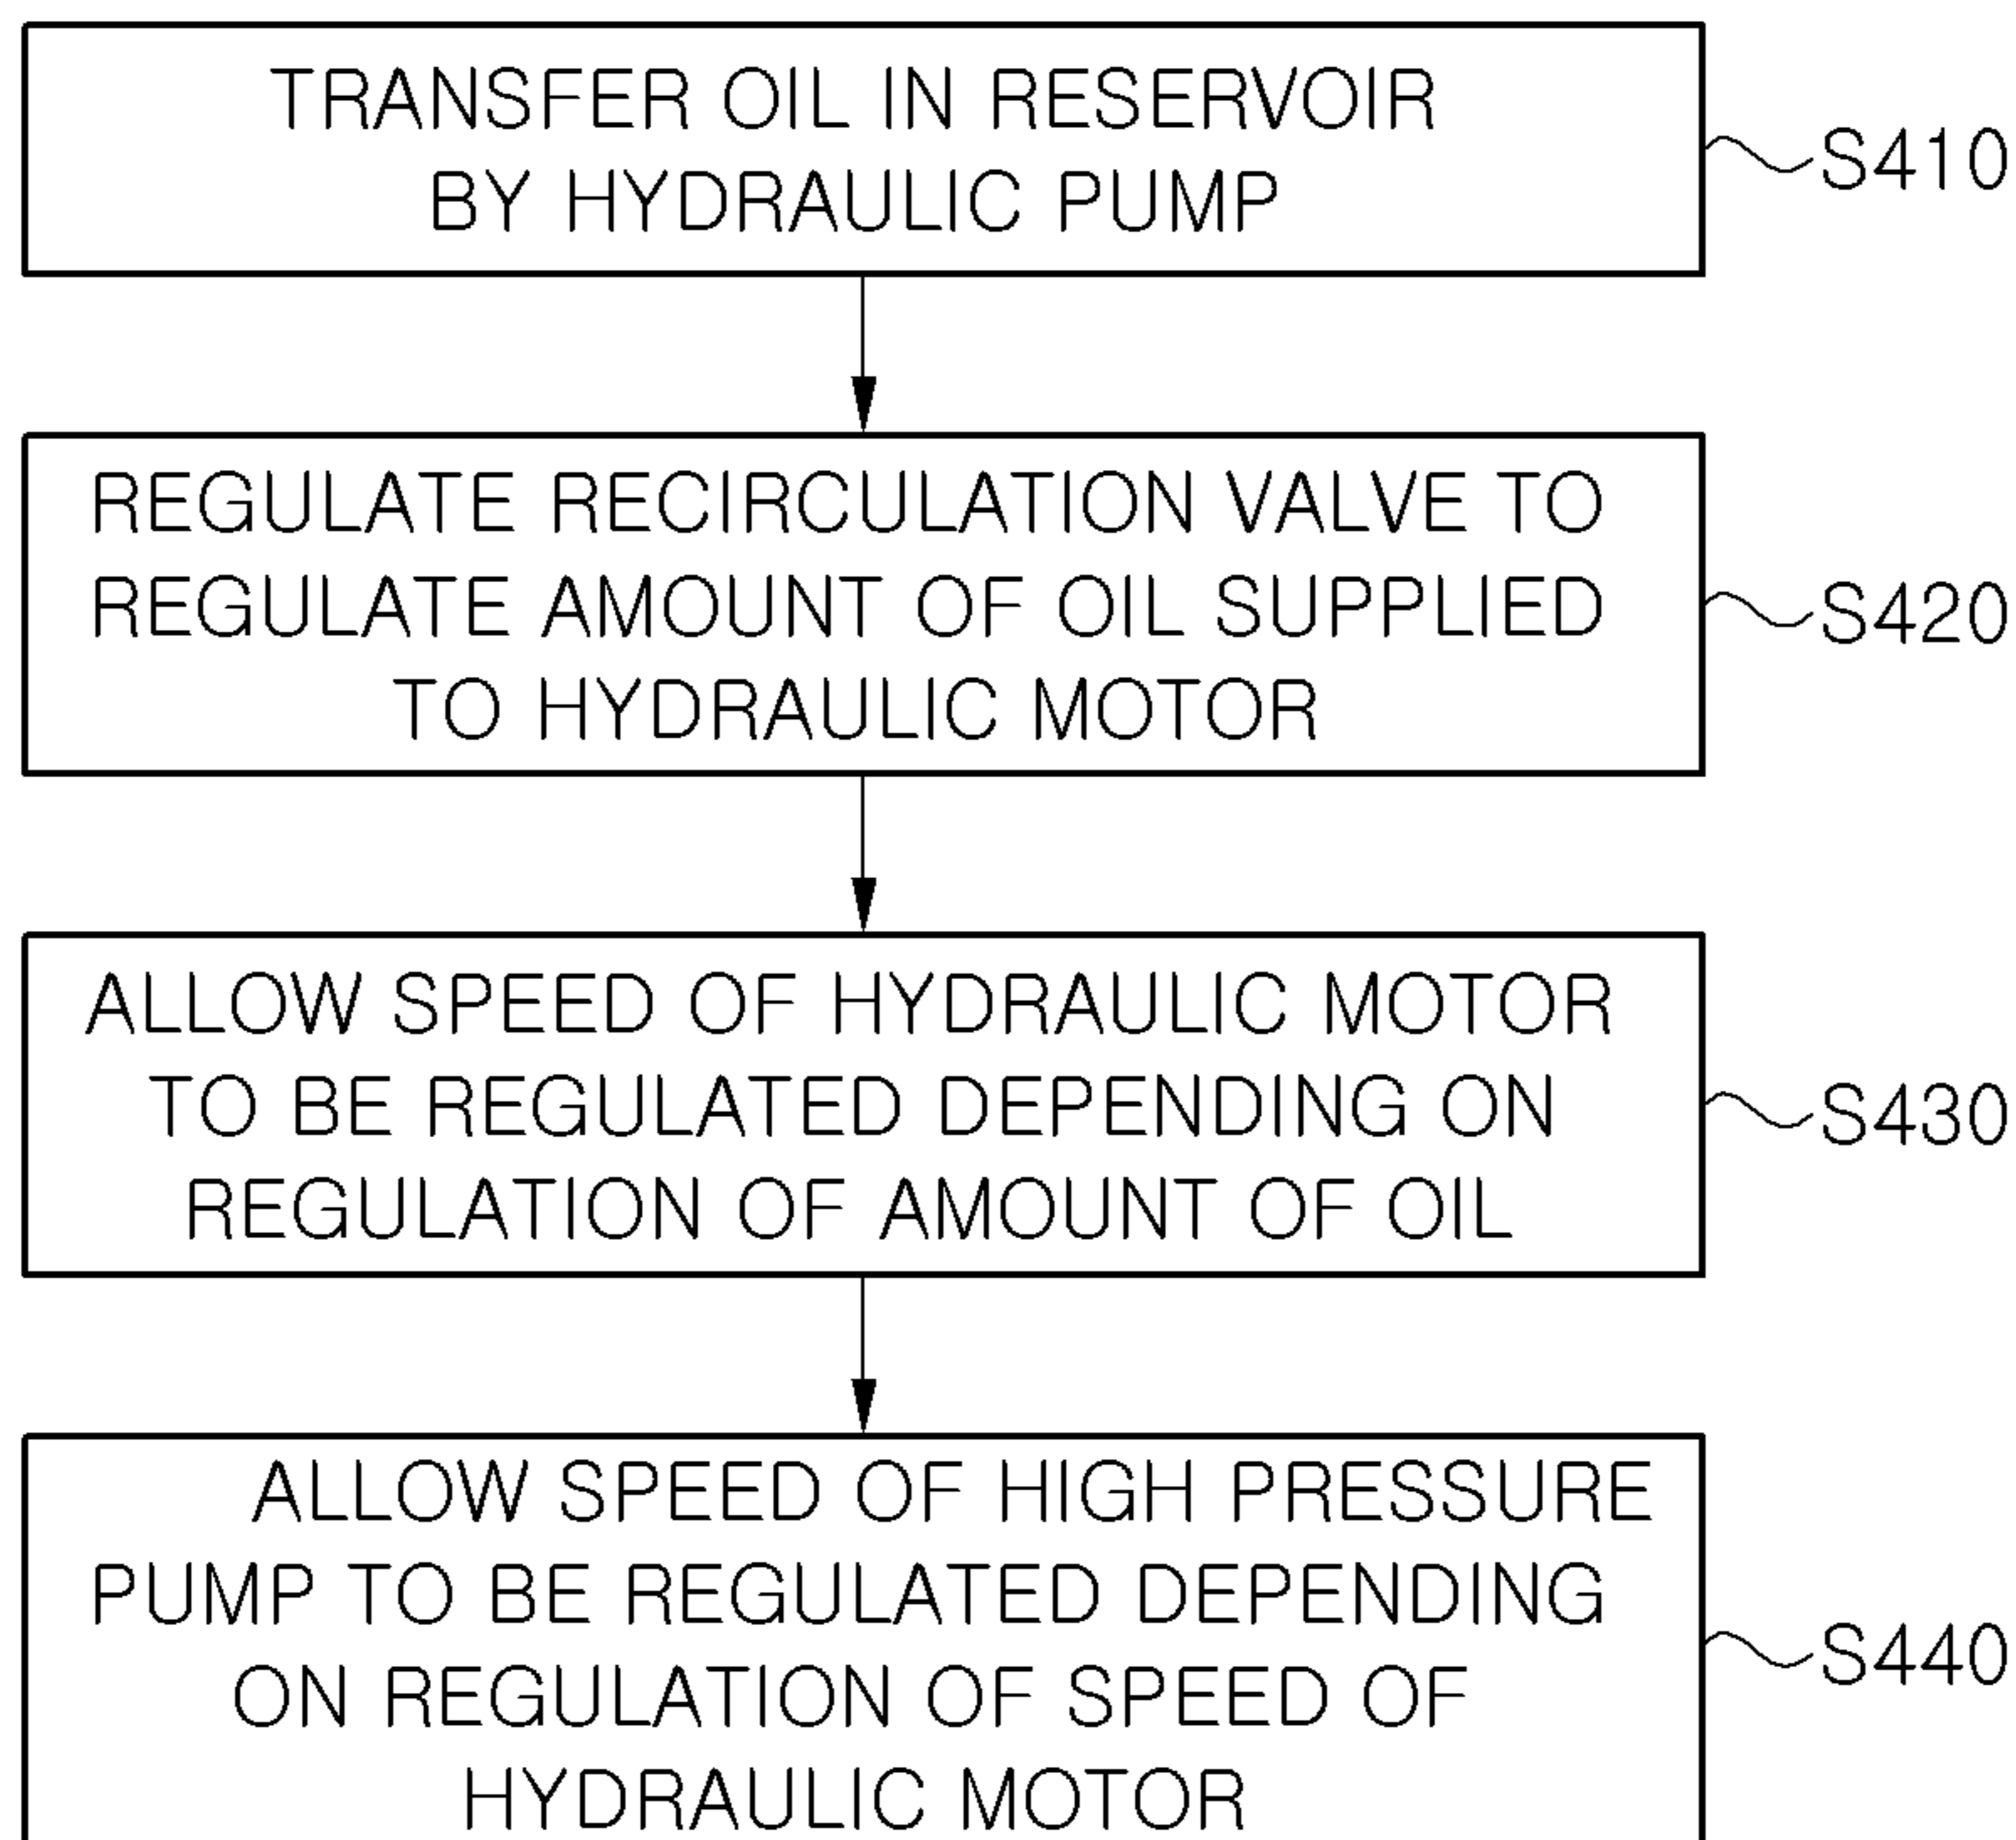 TRANSFER OIL IN RESERVOIR
BY HYDRAULIC PUMP
S410
REGULATE RECIRCULATION VALVE TO
REGULATE AMOUNT OF OIL SUPPLIED
TO HYDRAULIC MOTOR
S420
ALLOW SPEED OF HYDRAULIC MOTOR
TO BE REGULATED DEPENDING ON
REGULATION OF AMOUNT OF OIL
S430
ALLOW SPEED OF HIGH PRESSURE
PUMP TO BE REGULATED DEPENDING
ON REGULATION OF SPEED OF
HYDRAULIC MOTOR
S440